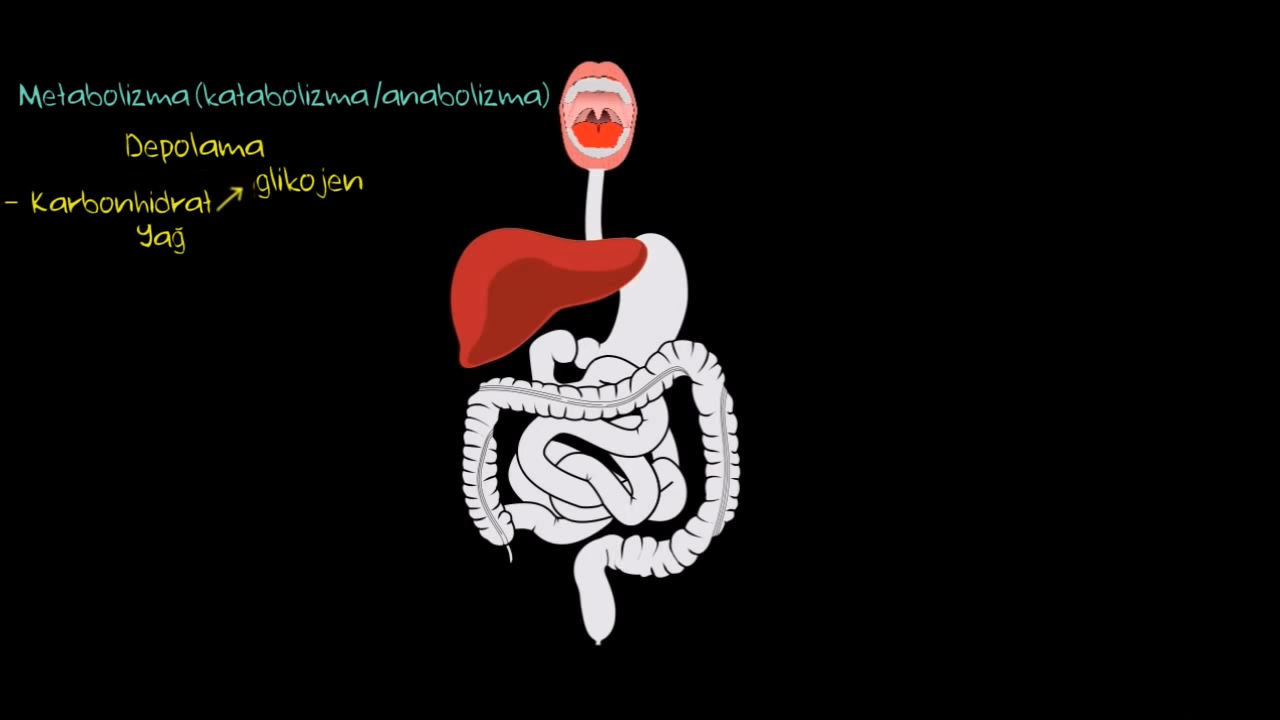 Metabolizma (katabolizma/anabolizma)
Depolama
glikojen
- Karbonhidrat ↗
Yağ